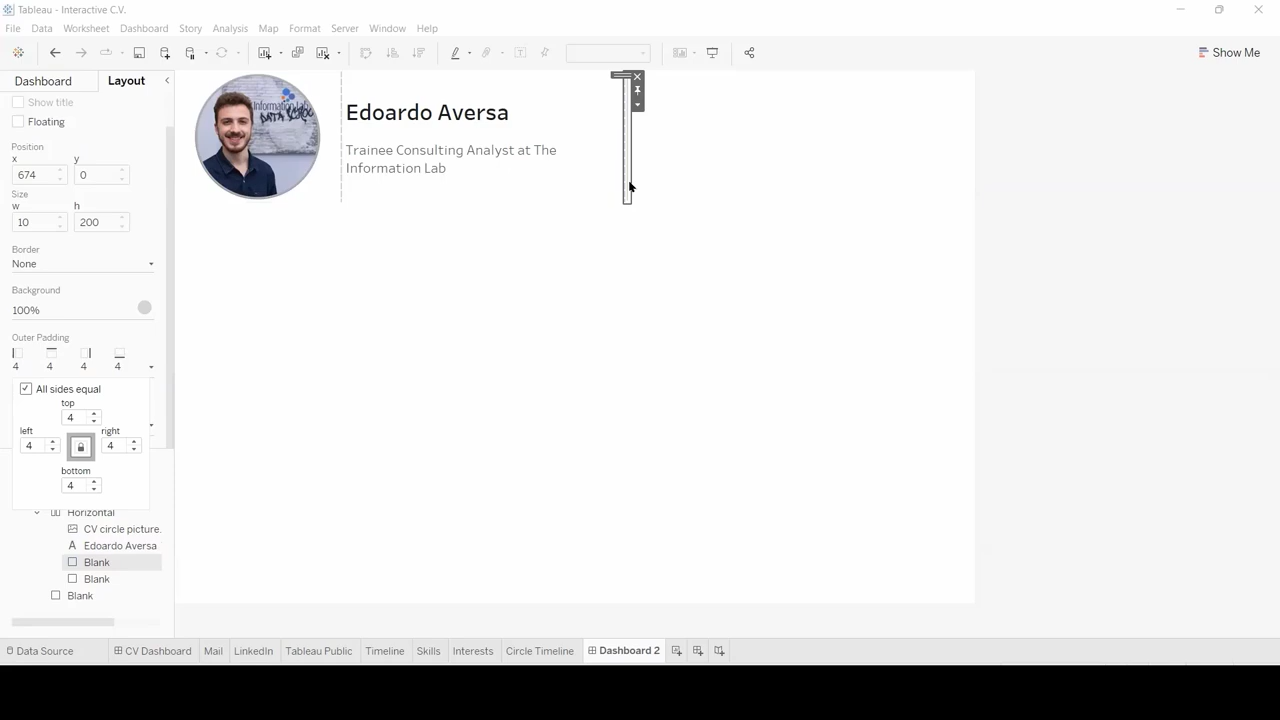 Tableau - Interactive C.V.
File Data Worksheet Dashboard Story Analysis Map Format Server Window Help
Show Me
Dashboard Layout
Show title
Floating
Position
x y
674 0
Size
w h
10 200
Border
None
Background
100%
Outer Padding
4 4 4 4
All sides equal
top
4
left right
4 4
bottom
4
Horizontal
CV circle picture.
Edoardo Aversa
Blank
Blank
Blank
Information Lab
DATA SCHOOL
Edoardo Aversa
Trainee Consulting Analyst at The
Information Lab
Data Source CV Dashboard Mail LinkedIn Tableau Public Timeline Skills Interests Circle Timeline Dashboard 2